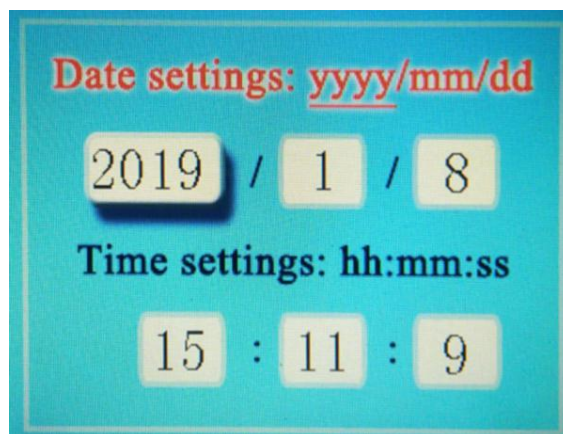 Date settings: yyyy/mm/dd
2019 / 1 / 8
Time settings: hh:mm:ss
15 : 11 : 9